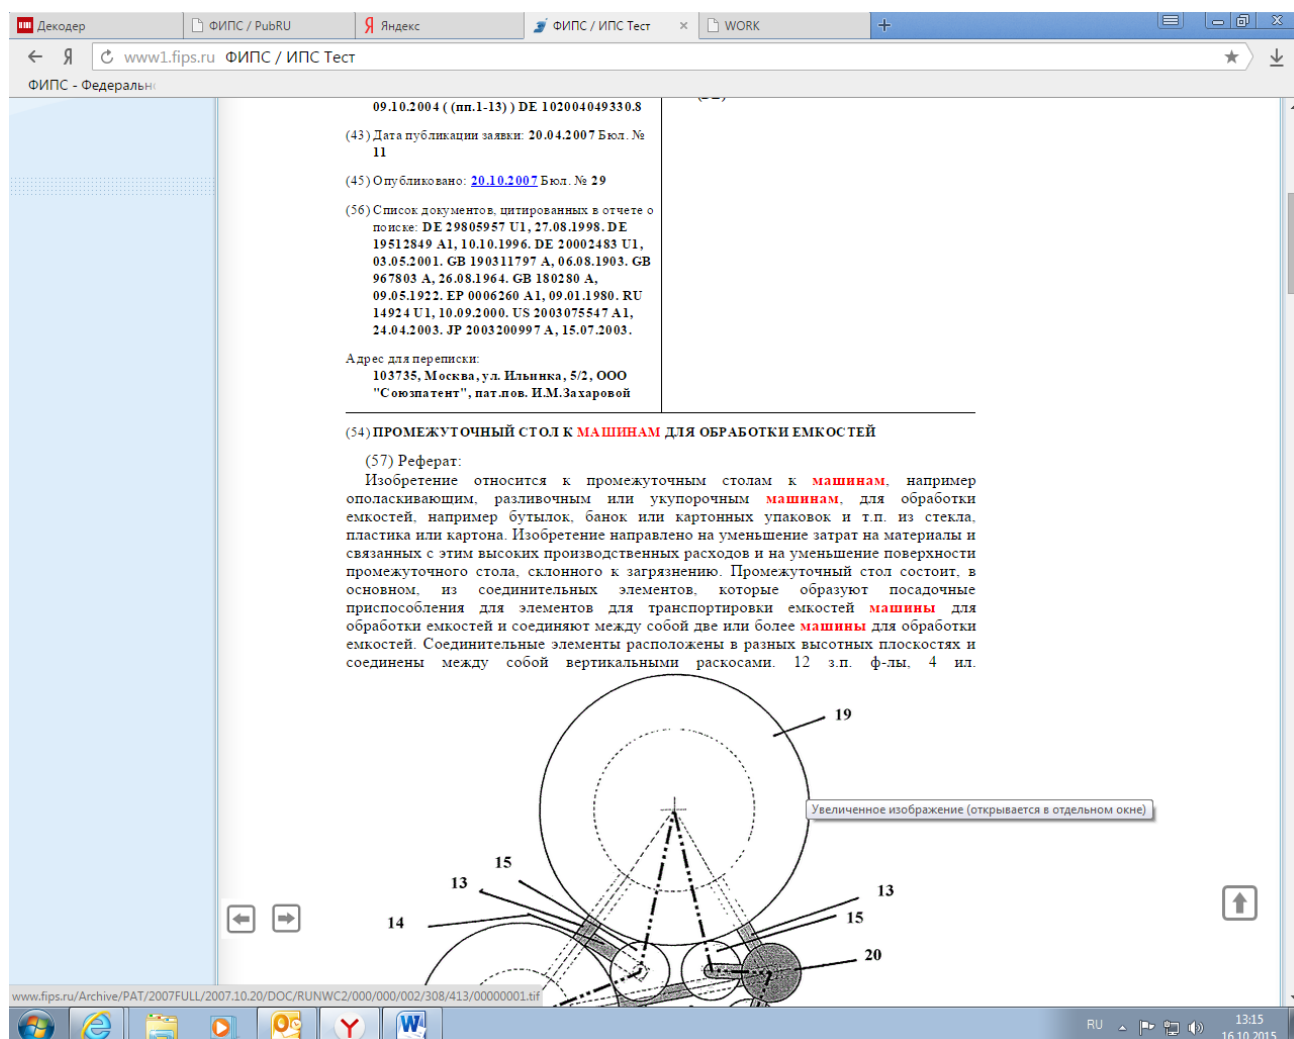 Декодер
ФИПС / PubRU
Я Яндекс
ФИПС / ИПС Тест
WORK
Я www1.fips.ru ФИПС / ИПС Тест
ФИПС - Федеральн
09.10.2004 ( (пп.1-13) ) DE 102004049330.8
(43) Дата публикации заявки: 20.04.2007 Бюл. №
11
(45) Опубликовано: 20.10.2007 Бюл. № 29
(56) Список документов, цитированных в отчете о
поиске: DE 29805957 U1, 27.08.1998. DE
19512849 A1, 10.10.1996. DE 20002483 U1,
03.05.2001. GB 190311797 A, 06.08.1903. GB
967803 A, 26.08.1964. GB 180280 A,
09.05.1922. EP 0006260 A1, 09.01.1980. RU
14924 U1, 10.09.2000. US 2003075547 A1,
24.04.2003. JP 2003200997 A, 15.07.2003.
Адрес для переписки:
103735, Москва, ул. Ильинка, 5/2, ООО
"Союзпатент", пат.пов. И.М.Захаровой
(54) ПРОМЕЖУТОЧНЫЙ СТОЛ К МАШИНАМ ДЛЯ ОБРАБОТКИ ЕМКОСТЕЙ
(57) Реферат:
Изобретение относится к промежуточным столам к машинам, например
ополаскивающим, разливочным или укупорочным машинам, для обработки
емкостей, например бутылок, банок или картонных упаковок и т.п. из стекла,
пластика или картона. Изобретение направлено на уменьшение затрат на материалы и
связанных с этим высоких производственных расходов и на уменьшение поверхности
промежуточного стола, склонного к загрязнению. Промежуточный стол состоит, в
основном, из соединительных элементов, которые образуют посадочные
приспособления для элементов для транспортировки емкостей машины для
обработки емкостей и соединяют между собой две или более машины для обработки
емкостей. Соединительные элементы расположены в разных высотных плоскостях и
соединены между собой вертикальными раскосами. 12 з.п. ф-лы, 4 ил.
19
Увеличенное изображение (открывается в отдельном окне)
15
13
13
14
15
20
www.fips.ru/Archive/PAT/2007FULL/2007.10.20/DOC/RUNWC2/000/000/002/308/413/00000001.tif
RU
13:15
16.10.2015